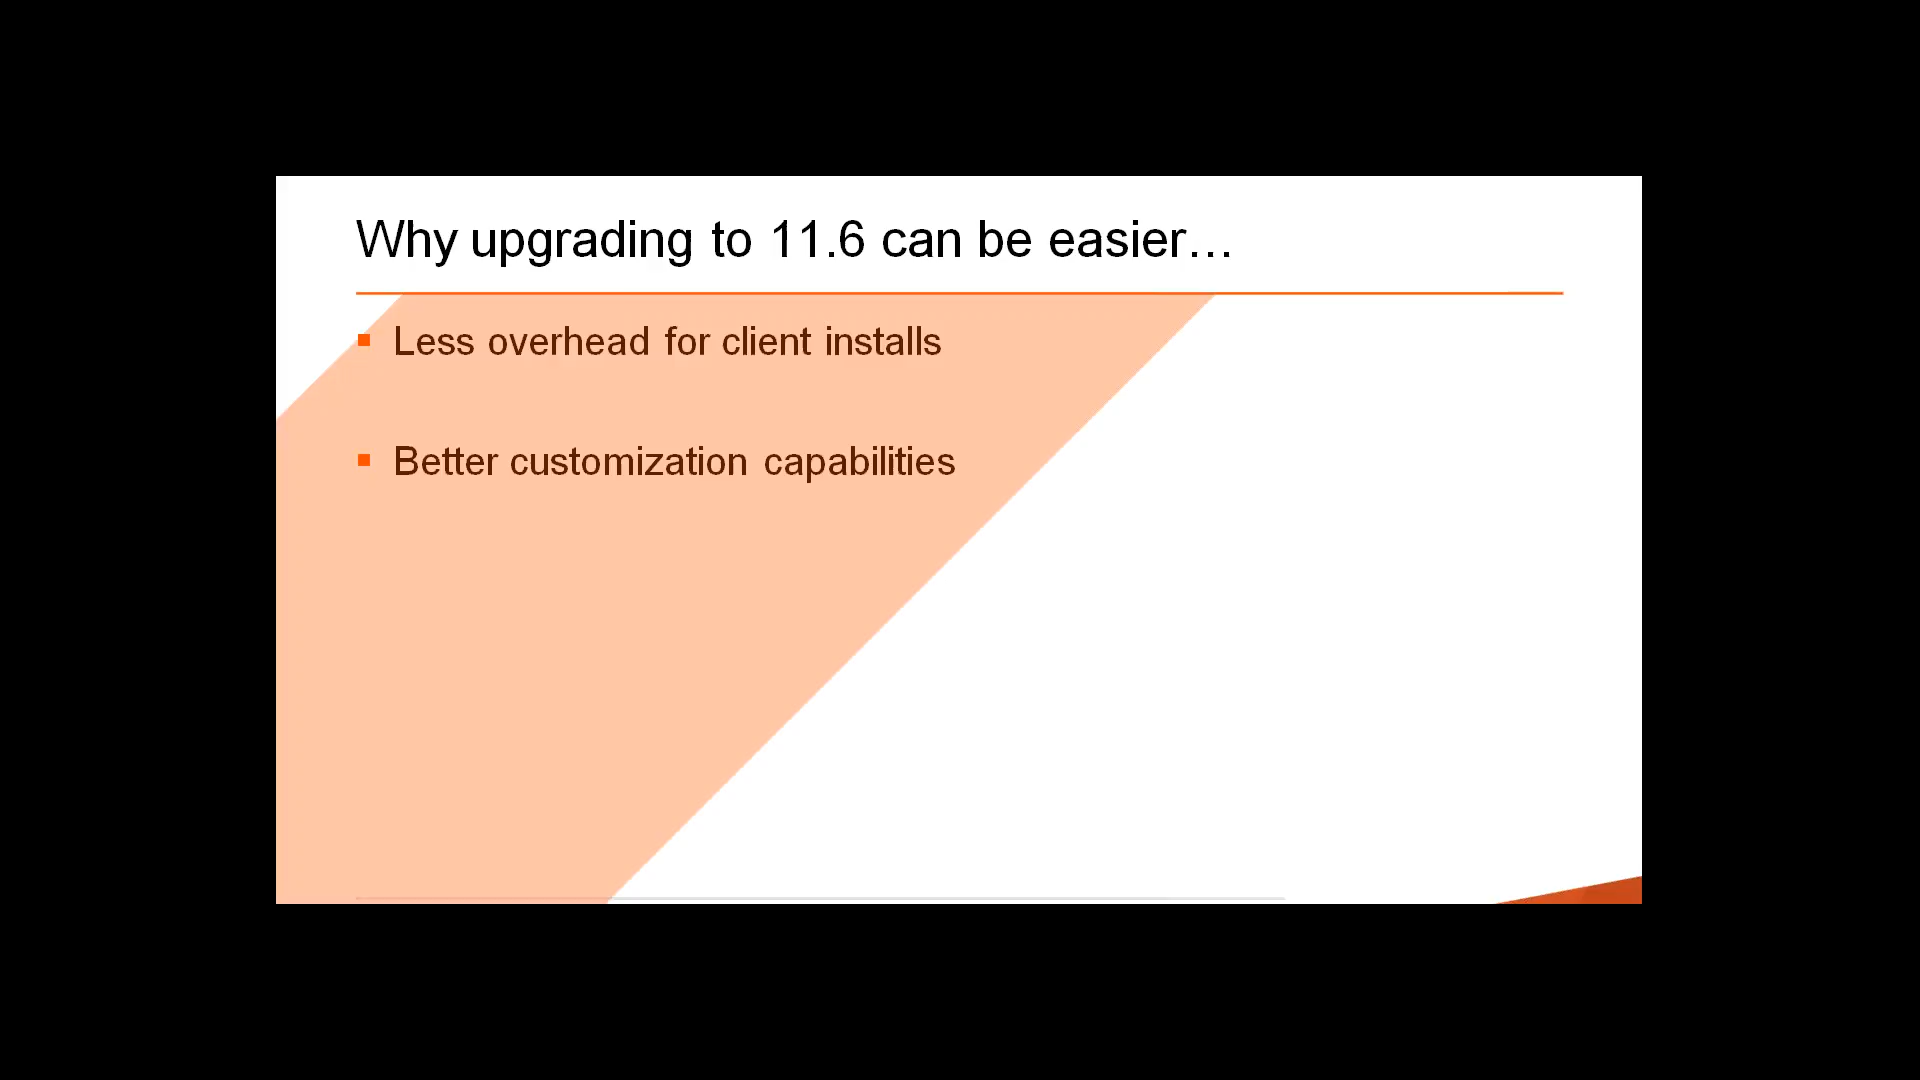 Why upgrading to 11.6 can be easier...
Less overhead for client installs
Better customization capabilities